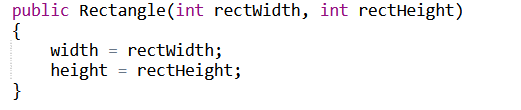 public Rectangle(int rectWidth, int rectHeight)
{
    width = rectWidth;
    height = rectHeight;
}